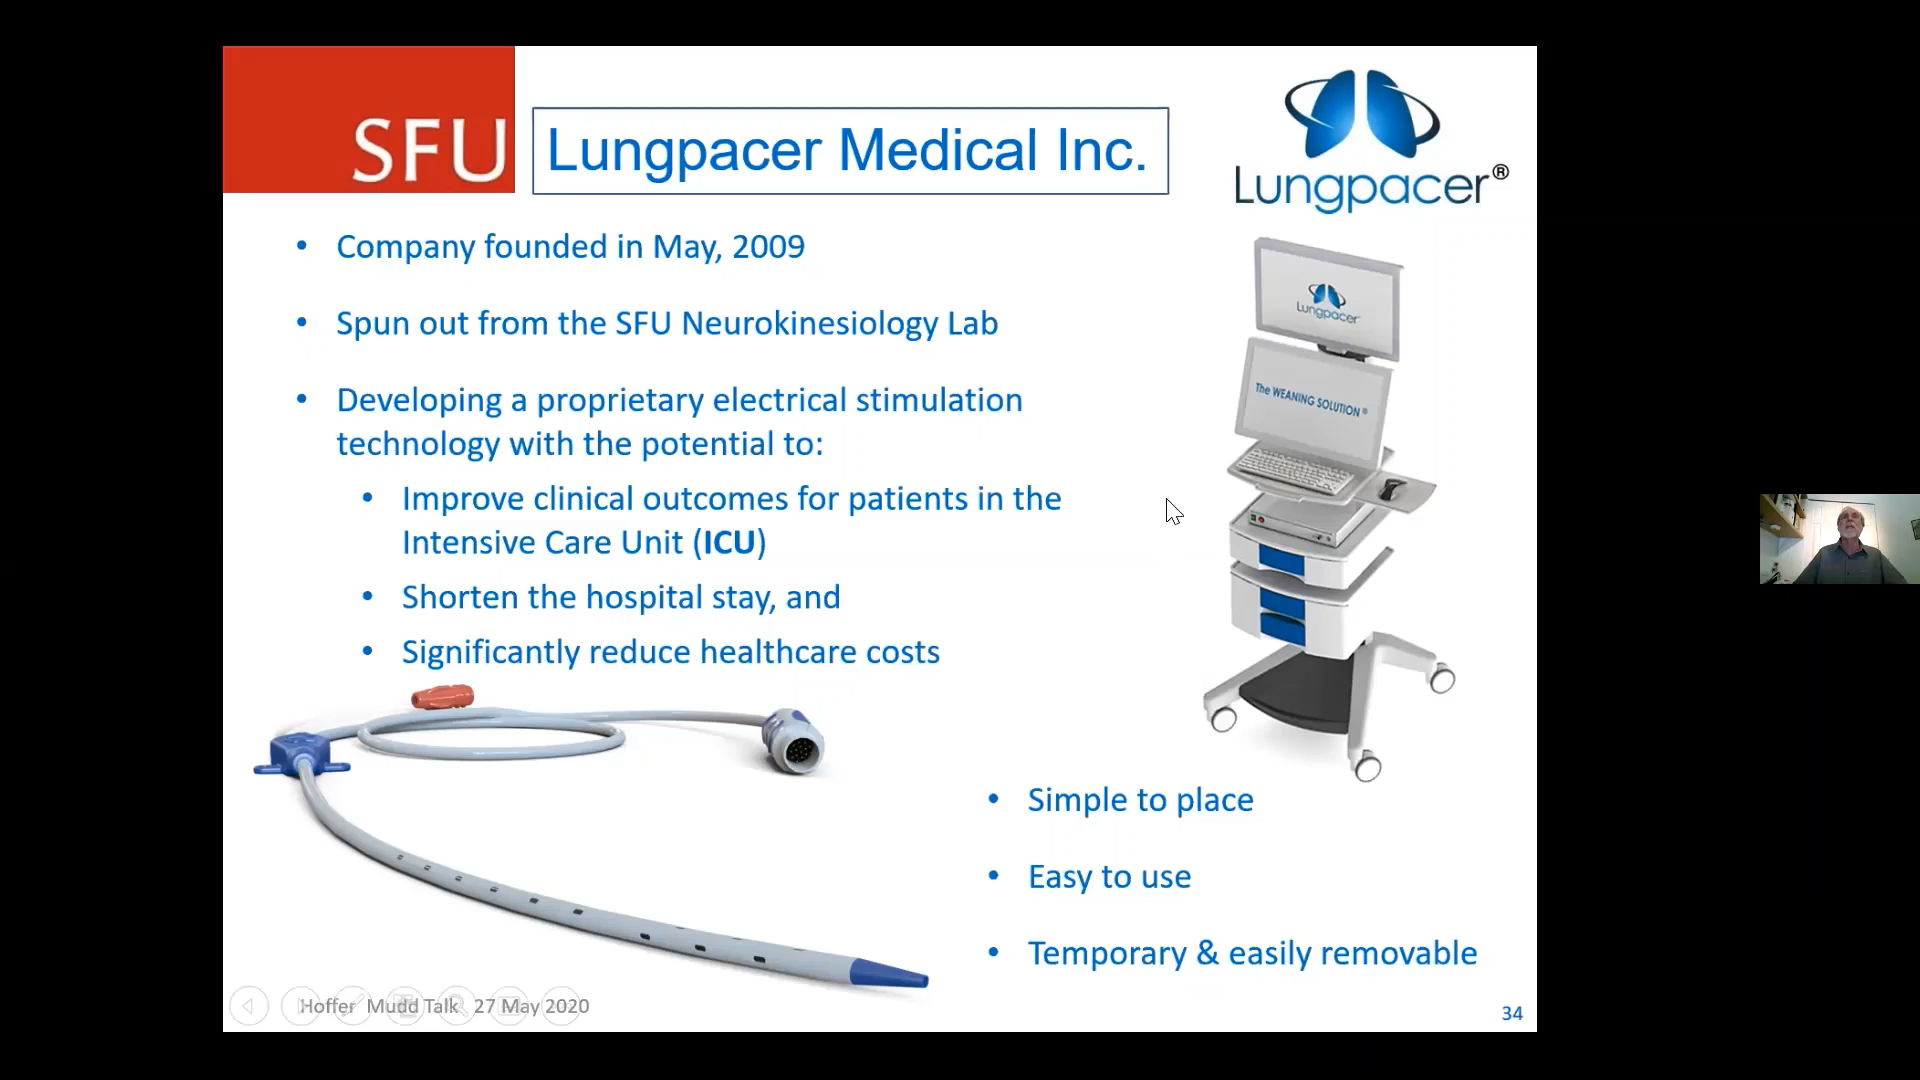 SFU
Lungpacer Medical Inc.
Lungpacer®
• Company founded in May, 2009
• Spun out from the SFU Neurokinesiology Lab
• Developing a proprietary electrical stimulation
technology with the potential to:
• Improve clinical outcomes for patients in the
Intensive Care Unit (ICU)
• Shorten the hospital stay, and
• Significantly reduce healthcare costs
Lungpacer
The WEANING SOLUTION®
• Simple to place
• Easy to use
• Temporary & easily removable
Hoffer Mudd Talk 27 May 2020
34